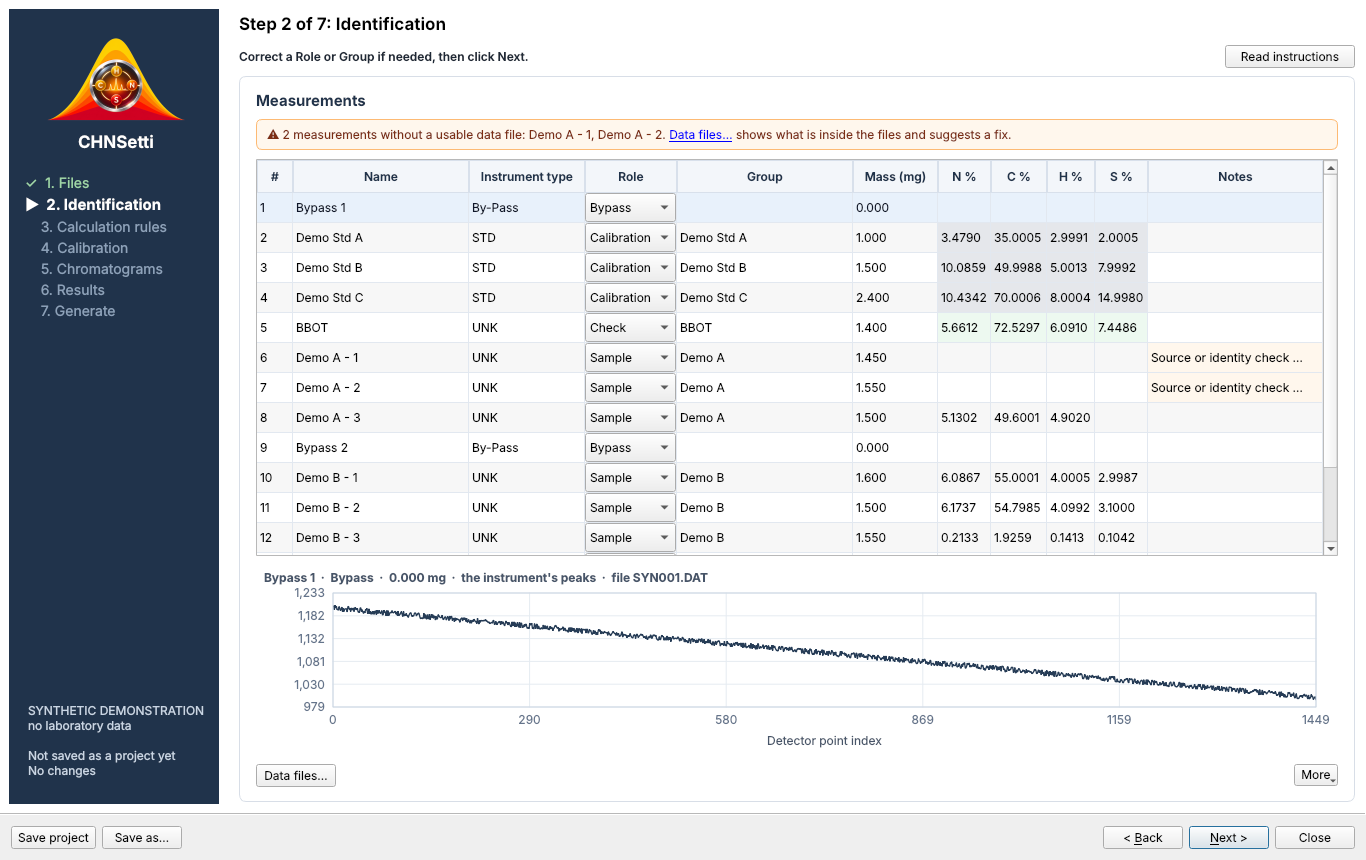 Step 2 of 7: Identification
Correct a Role or Group if needed, then click Next.
Read instructions
H
C
N
S
CHNSetti
✓ 1. Files
▶ 2. Identification
3. Calculation rules
4. Calibration
5. Chromatograms
6. Results
7. Generate
SYNTHETIC DEMONSTRATION
no laboratory data
Not saved as a project yet
No changes
Measurements
⚠ 2 measurements without a usable data file: Demo A - 1, Demo A - 2. Data files... shows what is inside the files and suggests a fix.
# Name Instrument type Role Group Mass (mg) N % C % H % S % Notes
1 Bypass 1 By-Pass Bypass 0.000
2 Demo Std A STD Calibration Demo Std A 1.000 3.4790 35.0005 2.9991 2.0005
3 Demo Std B STD Calibration Demo Std B 1.500 10.0859 49.9988 5.0013 7.9992
4 Demo Std C STD Calibration Demo Std C 2.400 10.4342 70.0006 8.0004 14.9980
5 BBOT UNK Check BBOT 1.400 5.6612 72.5297 6.0910 7.4486
6 Demo A - 1 UNK Sample Demo A 1.450 Source or identity check ...
7 Demo A - 2 UNK Sample Demo A 1.550 Source or identity check ...
8 Demo A - 3 UNK Sample Demo A 1.500 5.1302 49.6001 4.9020
9 Bypass 2 By-Pass Bypass 0.000
10 Demo B - 1 UNK Sample Demo B 1.600 6.0867 55.0001 4.0005 2.9987
11 Demo B - 2 UNK Sample Demo B 1.500 6.1737 54.7985 4.0992 3.1000
12 Demo B - 3 UNK Sample Demo B 1.550 0.2133 1.9259 0.1413 0.1042
Bypass 1 · Bypass · 0.000 mg · the instrument's peaks · file SYN001.DAT
1,233
1,182
1,132
1,081
1,030
979
0 290 580 869 1159 1449
Detector point index
Data files...
More
Save project
Save as...
< Back
Next >
Close